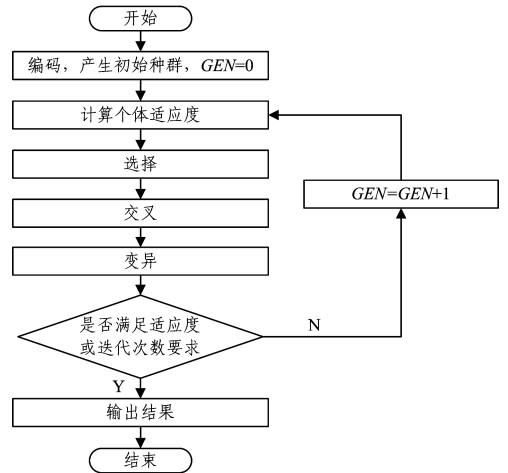 开始
编码，产生初始种群，GEN=0
计算个体适应度
选择
GEN=GEN+1
交叉
变异
是否满足适应度
或迭代次数要求
N
Y
输出结果
结束